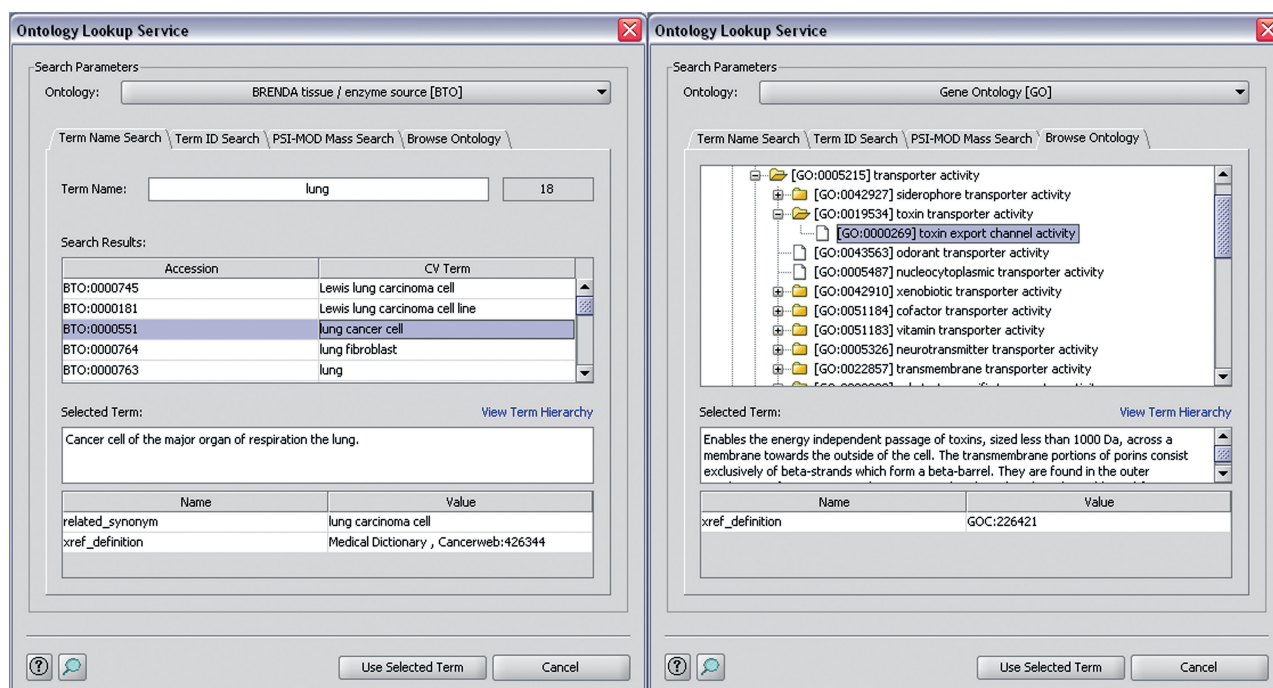 Ontology Lookup Service
Search Parameters
Ontology: BRENDA tissue / enzyme source [BTO]
Term Name Search Term ID Search PSI-MOD Mass Search Browse Ontology
Term Name: lung 18
Search Results:
Accession CV Term
BTO:0000745 Lewis lung carcinoma cell
BTO:0000181 Lewis lung carcinoma cell line
BTO:0000551 lung cancer cell
BTO:0000764 lung fibroblast
BTO:0000763 lung
Selected Term: View Term Hierarchy
Cancer cell of the major organ of respiration the lung.
Name Value
related_synonym lung carcinoma cell
xref_definition Medical Dictionary , Cancerweb:426344
? Use Selected Term Cancel
Ontology Lookup Service
Search Parameters
Ontology: Gene Ontology [GO]
Term Name Search Term ID Search PSI-MOD Mass Search Browse Ontology
[GO:0005215] transporter activity
[GO:0042927] siderophore transporter activity
[GO:0019534] toxin transporter activity
[GO:0000269] toxin export channel activity
[GO:0043563] odorant transporter activity
[GO:0005487] nucleocytoplasmic transporter activity
[GO:0042910] xenobiotic transporter activity
[GO:0051184] cofactor transporter activity
[GO:0051183] vitamin transporter activity
[GO:0005326] neurotransmitter transporter activity
[GO:0022857] transmembrane transporter activity
Selected Term: View Term Hierarchy
Enables the energy independent passage of toxins, sized less than 1000 Da, across a
membrane towards the outside of the cell. The transmembrane portions of porins consist
exclusively of beta-strands which form a beta-barrel. They are found in the outer
Name Value
xref_definition GOC:226421
? Use Selected Term Cancel